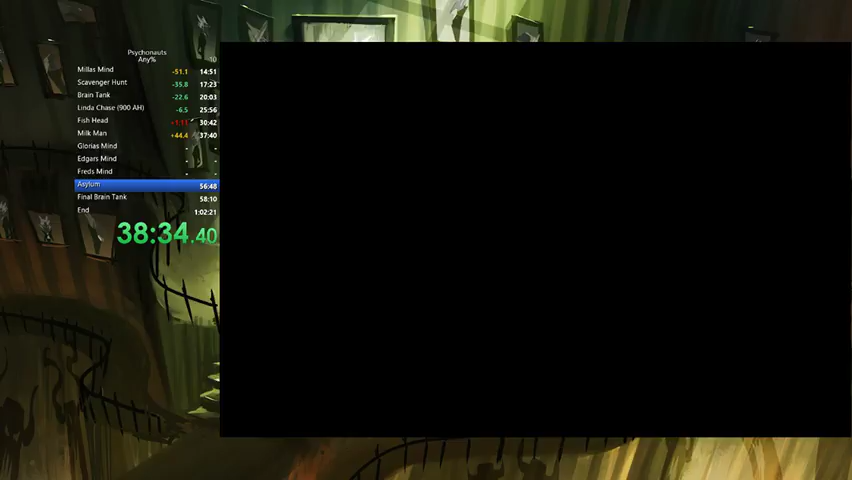 Psychonauts
Any%
10
Millas Mind -51.1 14:51
Scavenger Hunt -35.8 17:23
Brain Tank -22.6 20:03
Linda Chase (900 AH) -6.5 25:56
Fish Head +1:11 30:42
Milk Man +44.4 37:40
Glorias Mind - -
Edgars Mind - -
Freds Mind - -
Asylum 56:48
Final Brain Tank 58:10
End 1:02:21
38:34.40